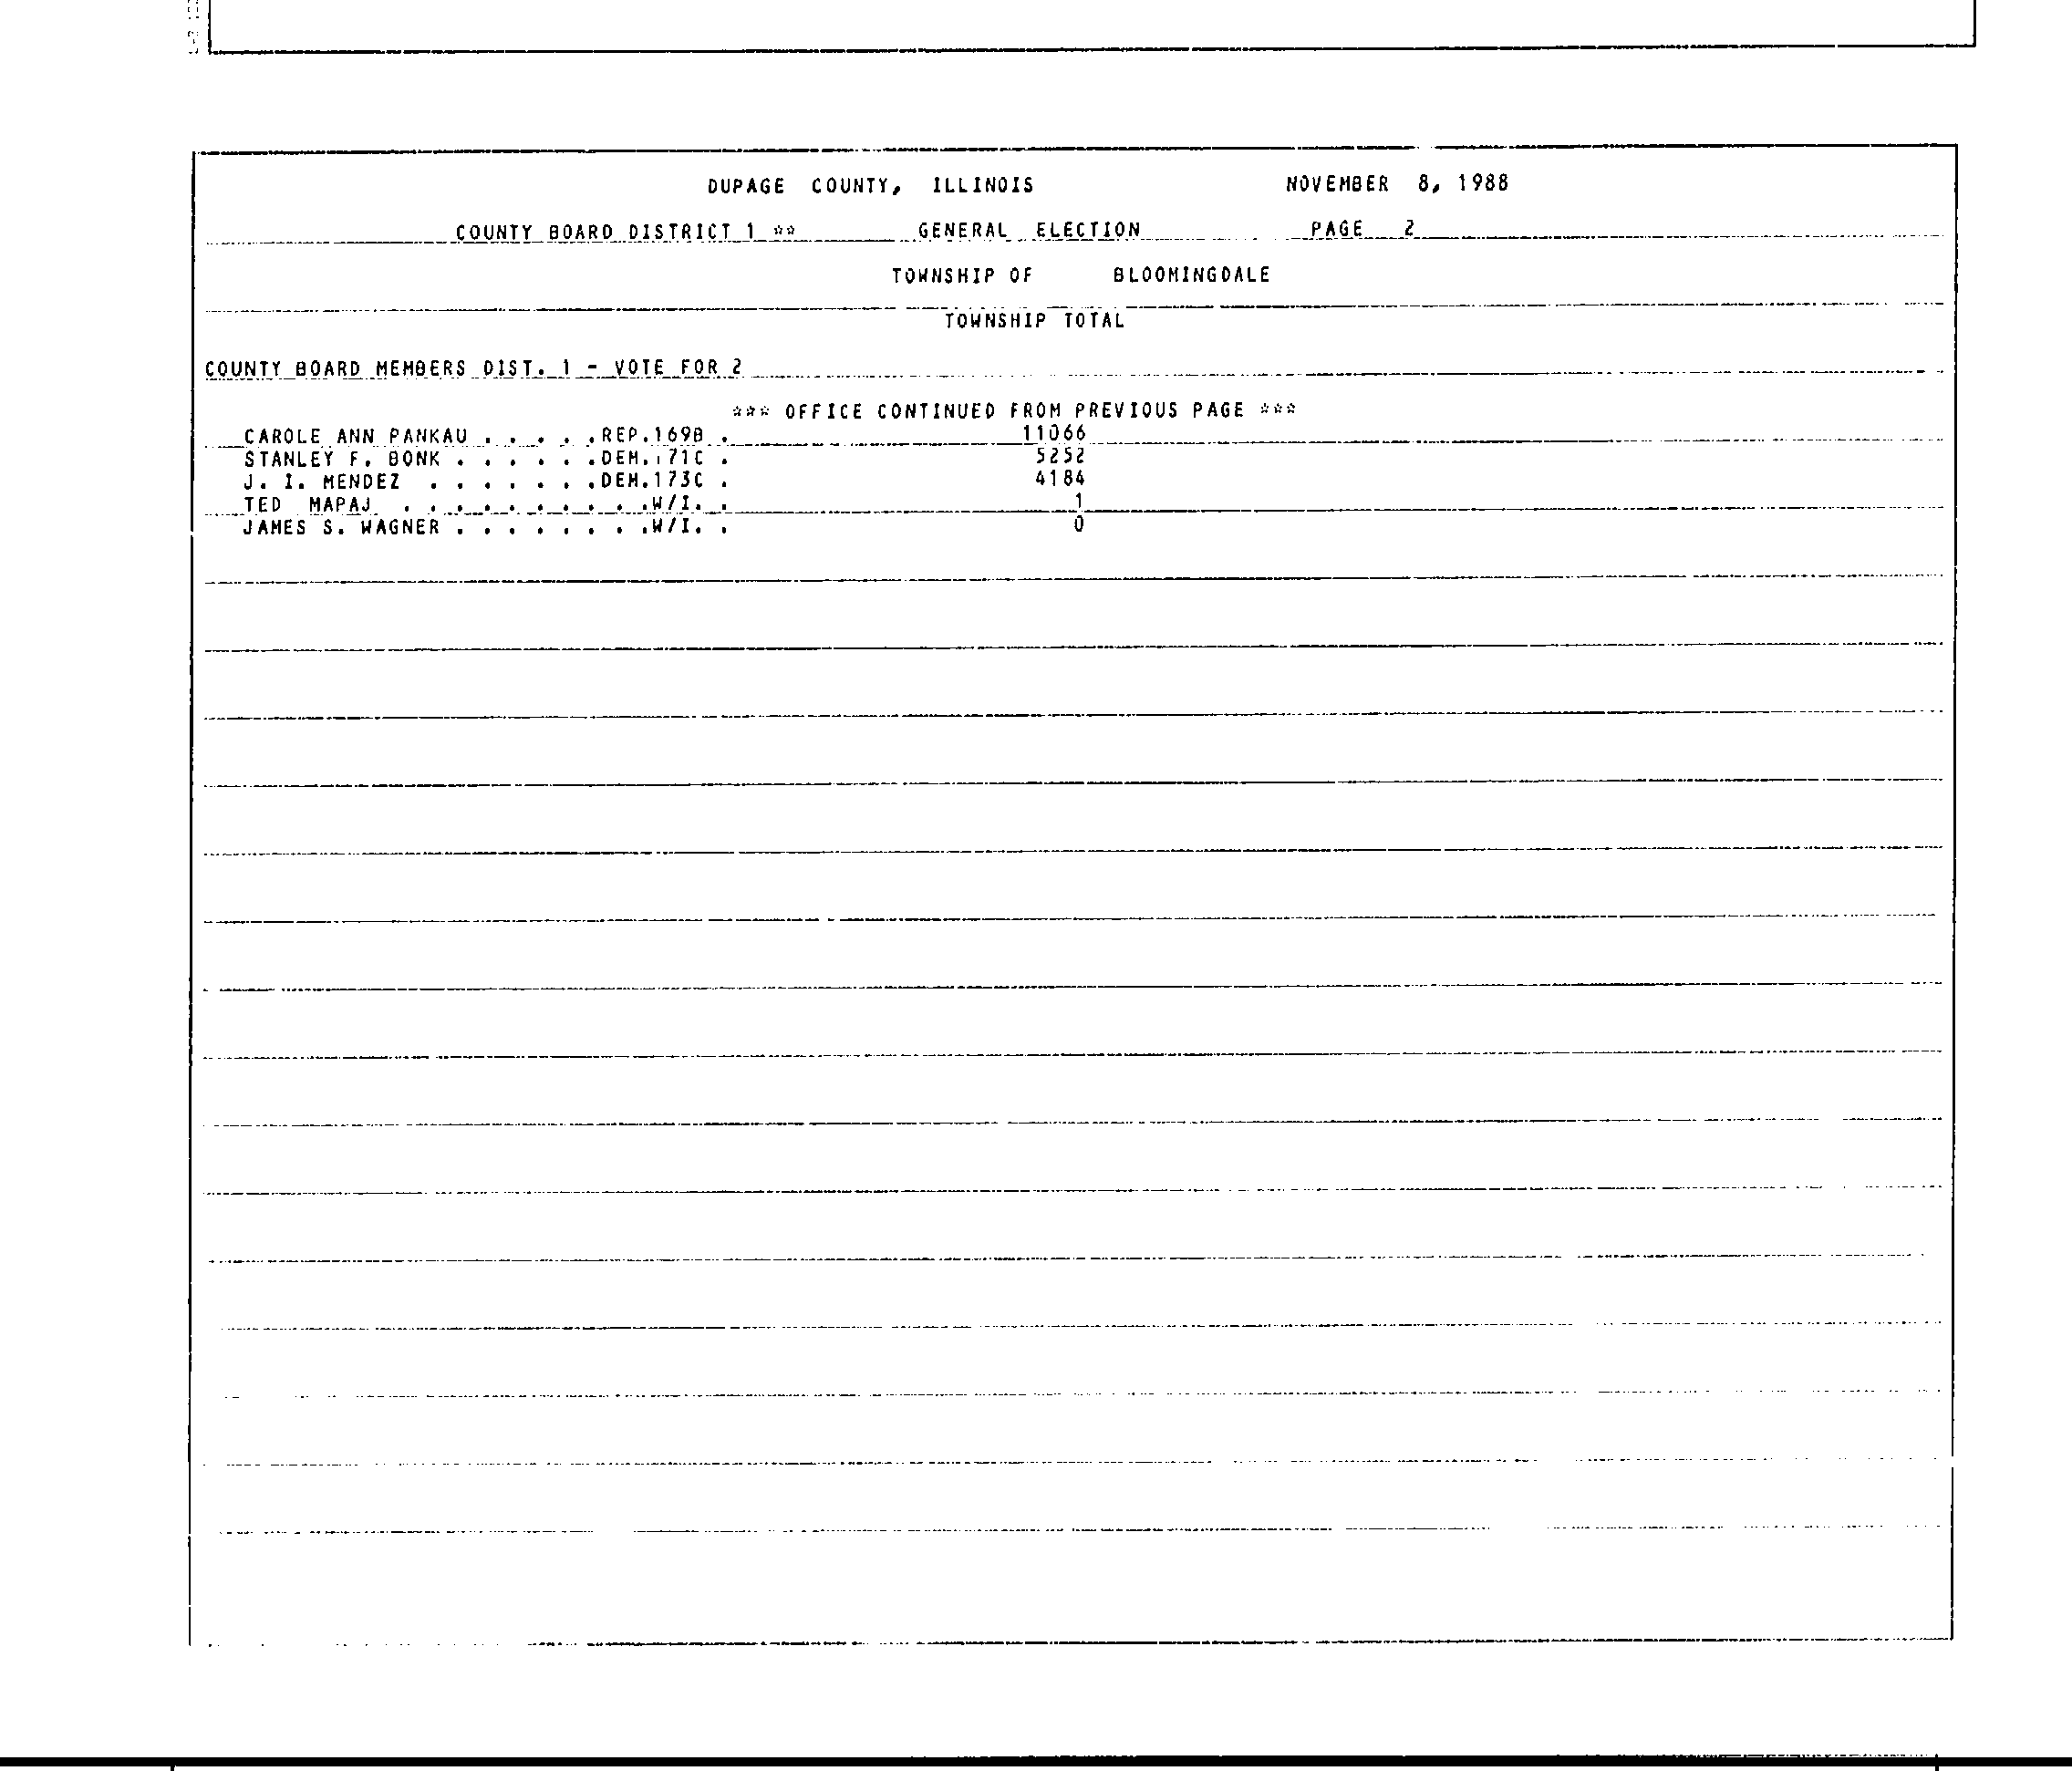 DUPAGE COUNTY, ILLINOIS NOVEMBER 8, 1988
COUNTY BOARD DISTRICT 1 ** GENERAL ELECTION PAGE 2
TOWNSHIP OF BLOOMINGDALE
TOWNSHIP TOTAL
COUNTY BOARD MEMBERS DIST. 1 - VOTE FOR 2
*** OFFICE CONTINUED FROM PREVIOUS PAGE ***
CAROLE ANN PANKAU . . . . .REP.169B . 11066
STANLEY F. BONK . . . . . .DEM.171C . 5252
J. I. MENDEZ . . . . . . .DEM.173C . 4184
TED MAPAJ . . . . . . . . . .W/I. . 1
JAMES S. WAGNER . . . . . . . .W/I. . 0